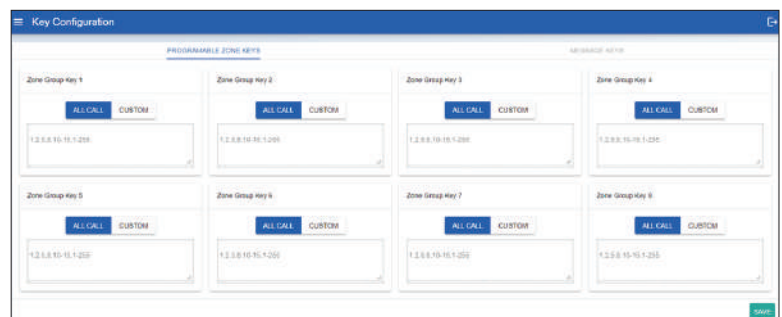 Key Configuration
PROGRAMABLE ZONE KEYS MESSAGE KEYS
Zone Group Key 1 Zone Group Key 2 Zone Group Key 3 Zone Group Key 4
ALL CALL CUSTOM ALL CALL CUSTOM ALL CALL CUSTOM ALL CALL CUSTOM
Zone Group Key 5 Zone Group Key 6 Zone Group Key 7 Zone Group Key 8
ALL CALL CUSTOM ALL CALL CUSTOM ALL CALL CUSTOM ALL CALL CUSTOM
SAVE